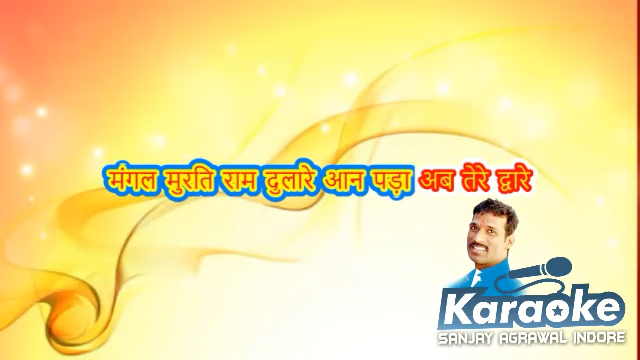 मंगल मुरति राम दुलारे आन पड़ा अब तेरे द्वारे
Karaoke
SANJAY AGRAWAL INDORE